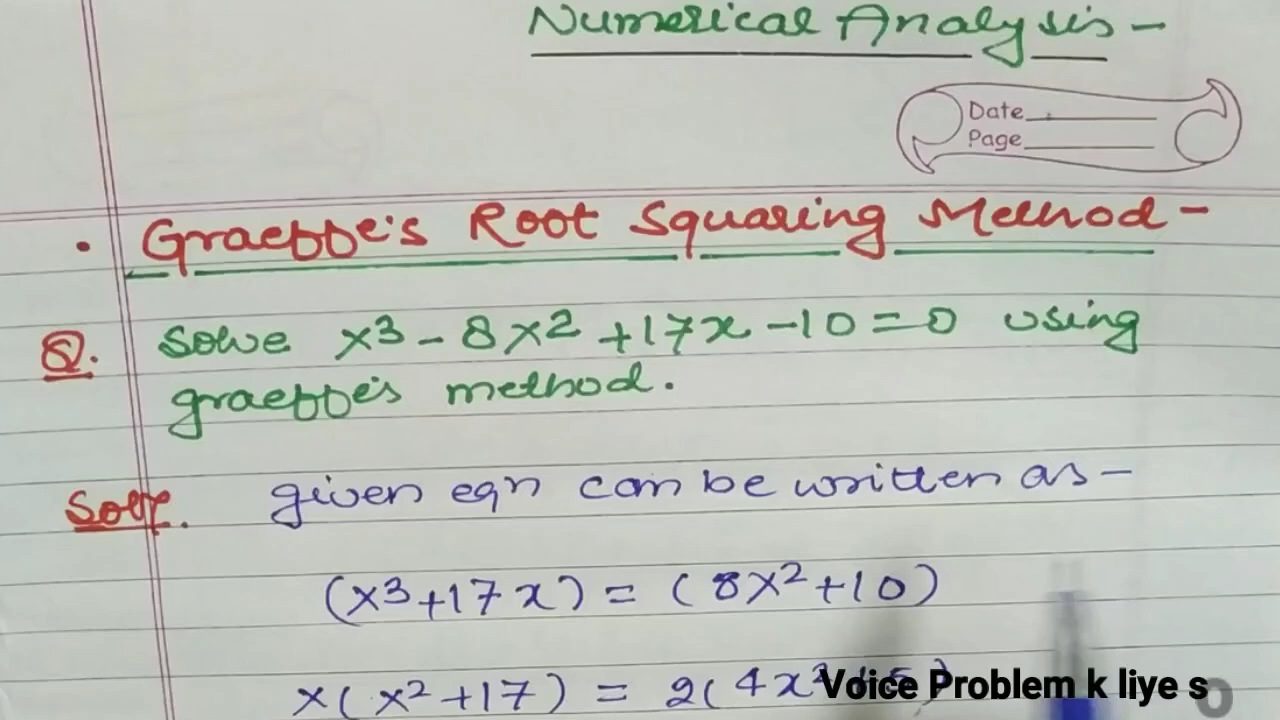 Numerical Analysis -
Date
Page
• Graeffe's Root Squaring Method -
Q. Solve x³ - 8x² + 17x - 10 = 0 using
graeffe's method.
Soln. given eqn can be written as -
(x³ + 17x) = (8x² + 10)
x(x² + 17) = 2(4x²
Voice Problem k liye s